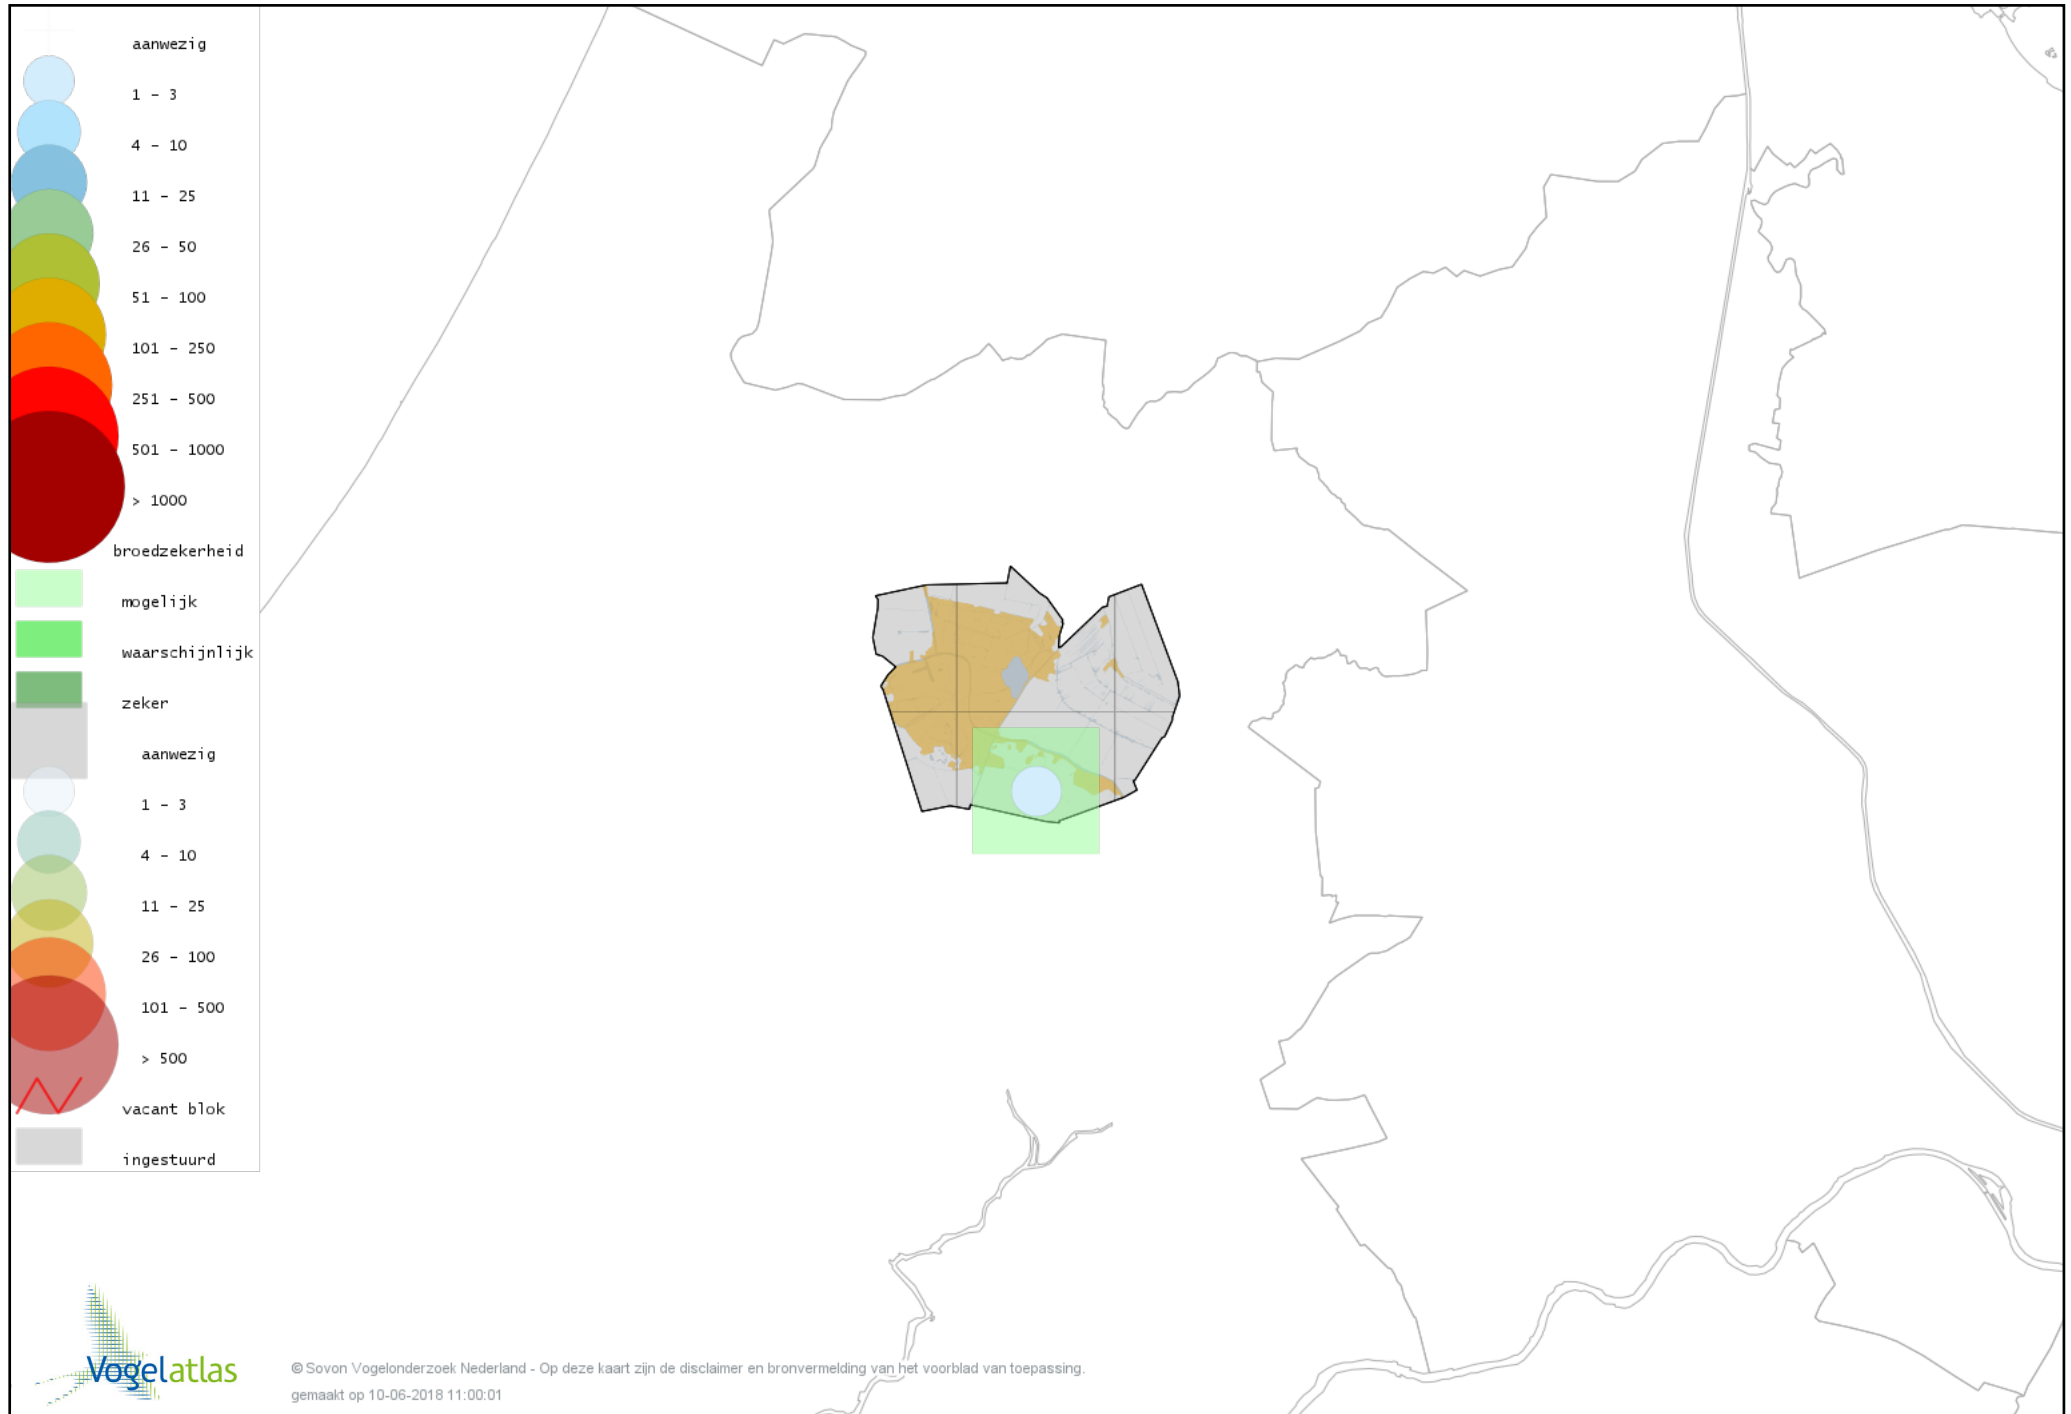 aanwezig
1 – 3
4 – 10
11 – 25
26 – 50
51 – 100
101 – 250
251 – 500
501 – 1000
> 1000
broedzekerheid
mogelijk
waarschijnlijk
zeker
aanwezig
1 – 3
4 – 10
11 – 25
26 – 100
101 – 500
> 500
vacant blok
ingestuurd
Vogelatlas
© Sovon Vogelonderzoek Nederland - Op deze kaart zijn de disclaimer en bronvermelding van het voorblad van toepassing.
gemaakt op 10-06-2018 11:00:01